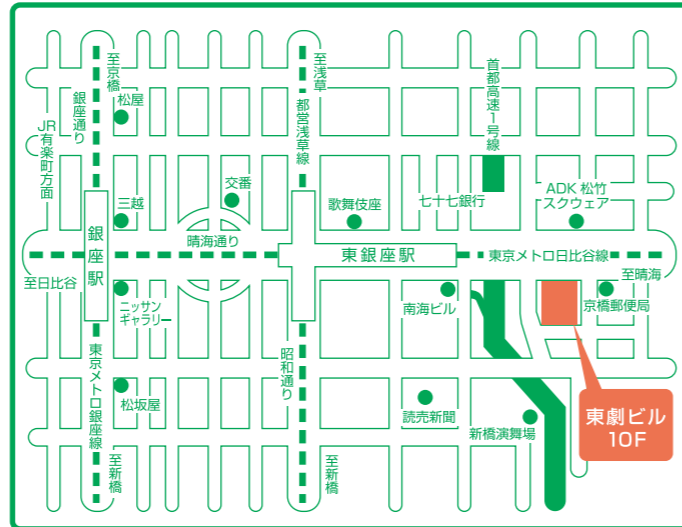 至京橋
至浅草
首都高速1号線
松屋
銀座通り
都営浅草線
JR有楽町方面
交番
歌舞伎座
七十七銀行
ADK 松竹
スクウェア
三越
銀座駅
晴海通り
東銀座駅
東京メトロ日比谷線
至日比谷
至晴海
ニッサン
ギャラリー
南海ビル
京橋郵便局
東京メトロ銀座線
昭和通り
松坂屋
読売新聞
新橋演舞場
東劇ビル
10F
至新橋
至新橋